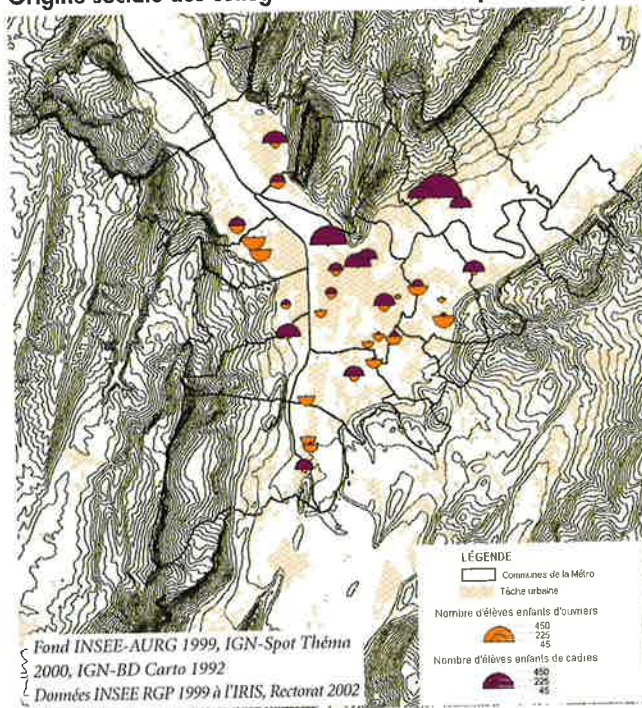 Origine sociale des
Fond INSEE-AURG 1999, IGN-Spot Théma
2000, IGN-BD Carto 1992
Données INSEE RGP 1999 à l'IRIS, Rectorat 2002
LÉGENDE
Communes de la Métro
Tâche urbaine
Nombre d'élèves enfants d'ouvriers
450
225
45
Nombre d'élèves enfants de cadres
450
225
45